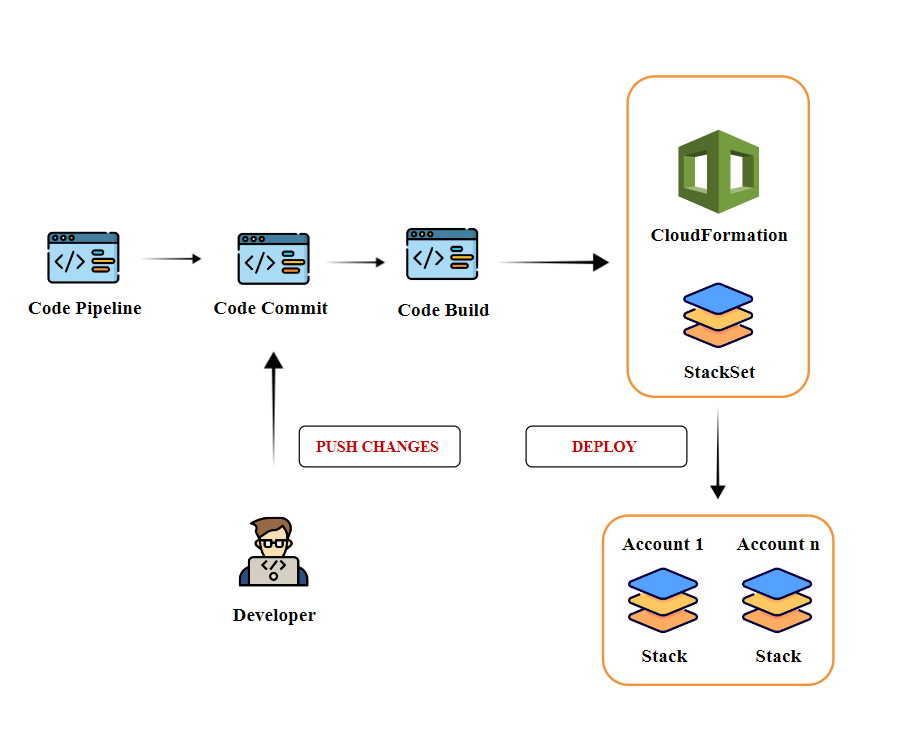 CloudFormation
Code Pipeline
Code Commit
Code Build
StackSet
PUSH CHANGES
DEPLOY
Account 1
Account n
Developer
Stack
Stack